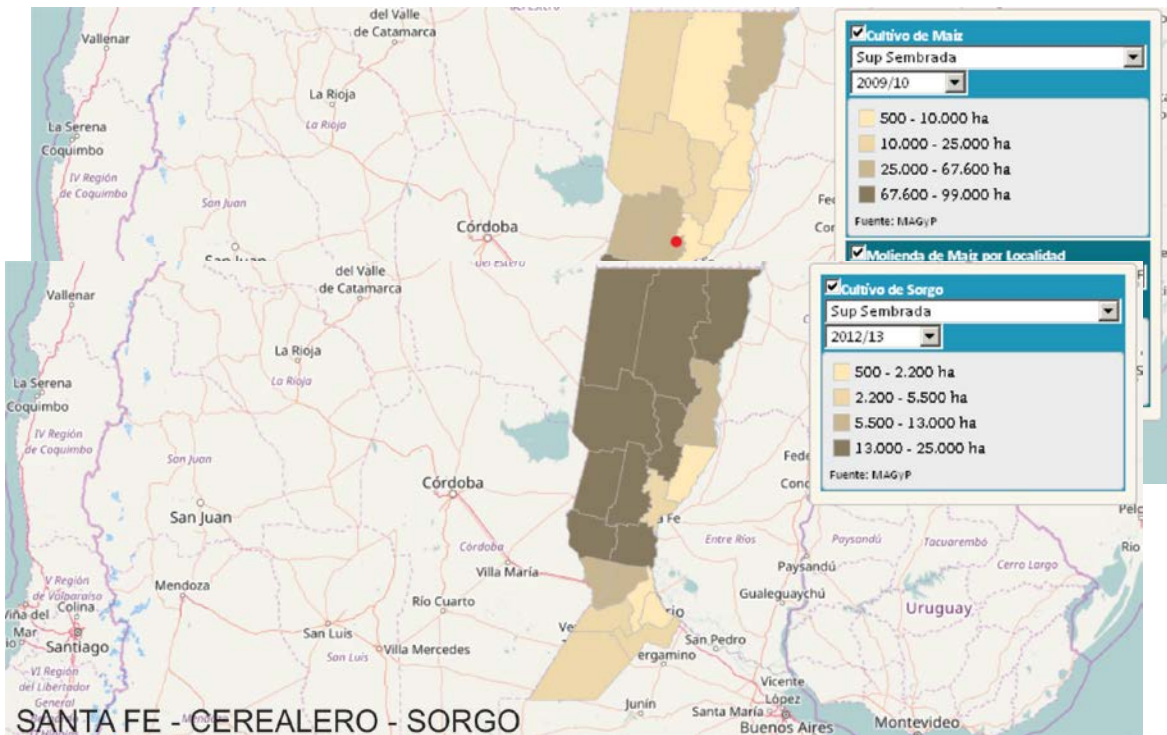 del Valle
de Catamarca
Vallenar
La Rioja
La Rioja
La Serena
Coquimbo
IV Región
de Coquimbo
San Juan
Córdoba
Cultivo de Maiz
Sup Sembrada
2009/10
500 - 10.000 ha
10.000 - 25.000 ha
25.000 - 67.600 ha
67.600 - 99.000 ha
Fuente: MAGyP
Molienda de Maiz por Localidad
del Valle
de Catamarca
Vallenar
La Rioja
La Rioja
La Serena
Coquimbo
IV Región
de Coquimbo
San Juan
San Juan
Córdoba
Córdoba
Villa María
Mendoza
Río Cuarto
San Luis
San Luis
Villa Mercedes
V Región
de Valparaíso
Colina
Viña del
Mar
Santiago
VI Región
del Libertador
General
Mendoza
Cultivo de Sorgo
Sup Sembrada
2012/13
500 - 2.200 ha
2.200 - 5.500 ha
5.500 - 13.000 ha
13.000 - 25.000 ha
Fuente: MAGyP
Entre Ríos
Paysandú
Tacuarembó
Cerro Largo
Paysandú
Gualeguaychú
Uruguay
San Pedro
ergamino
Junín
Vicente
López
Santa María
Buenos Aires
Montevideo
SANTA FE - CEREALERO - SORGO